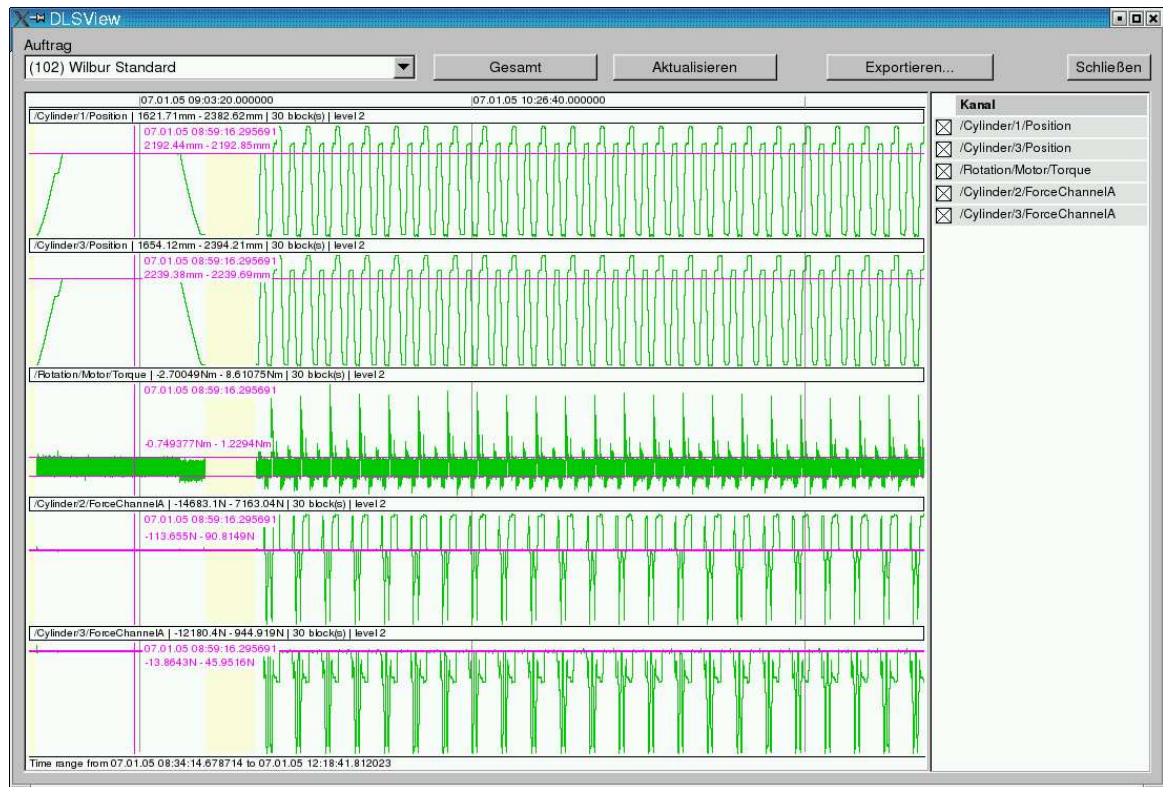 DLSView
Auftrag
(102) Wilbur Standard
Gesamt
Aktualisieren
Exportieren...
Schließen
07.01.05 09:03:20.000000
07.01.05 10:26:40.000000
/Cylinder/1/Position | 1621.71mm - 2382.62mm | 30 block(s) | level 2
07.01.05 08:59:16.295691
2192.44mm - 2192.85mm
/Cylinder/3/Position | 1654.12mm - 2394.21mm | 30 block(s) | level 2
07.01.05 08:59:16.295691
2239.38mm - 2239.69mm
/Rotation/Motor/Torque | -2.70049Nm - 8.61075Nm | 30 block(s) | level 2
07.01.05 08:59:16.295691
-0.749377Nm - 1.2294Nm
/Cylinder/2/ForceChannelA | -14683.1N - 7163.04N | 30 block(s) | level 2
07.01.05 08:59:16.295691
-113.655N - 90.8149N
/Cylinder/3/ForceChannelA | -12180.4N - 944.919N | 30 block(s) | level 2
07.01.05 08:59:16.295691
-13.8643N - 45.9516N
Time range from 07.01.05 08:34:14.678714 to 07.01.05 12:18:41.812023
Kanal
/Cylinder/1/Position
/Cylinder/3/Position
/Rotation/Motor/Torque
/Cylinder/2/ForceChannelA
/Cylinder/3/ForceChannelA